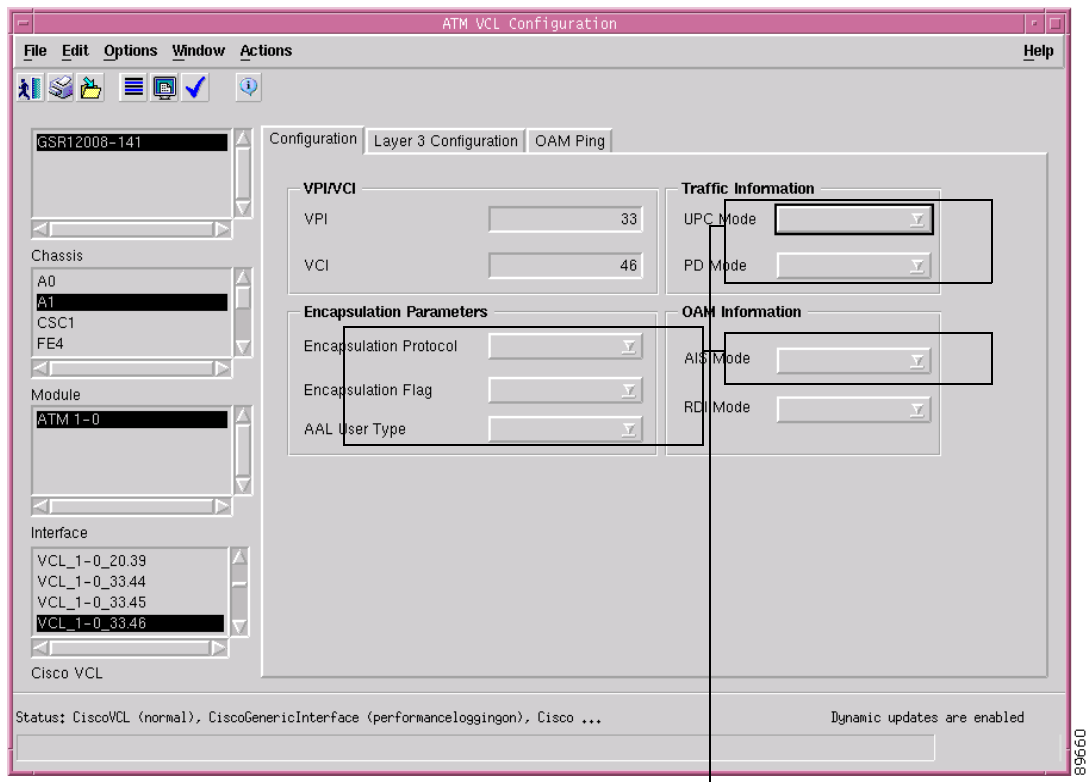 ATM VCL Configuration
File Edit Options Window Actions Help
GSR12008-141
Chassis
A0
A1
CSC1
FE4
Module
ATM 1-0
Interface
VCL_1-0_20.39
VCL_1-0_33.44
VCL_1-0_33.45
VCL_1-0_33.46
Cisco VCL
Configuration Layer 3 Configuration OAM Ping
VPI/VCI
VPI 33
VCI 46
Traffic Information
UPC Mode
PD Mode
Encapsulation Parameters
Encapsulation Protocol
Encapsulation Flag
AAL User Type
OAM Information
AIS Mode
RDI Mode
Status: CiscoVCL (normal), CiscoGenericInterface (performanceloggingon), Cisco ... Dynamic updates are enabled
89660